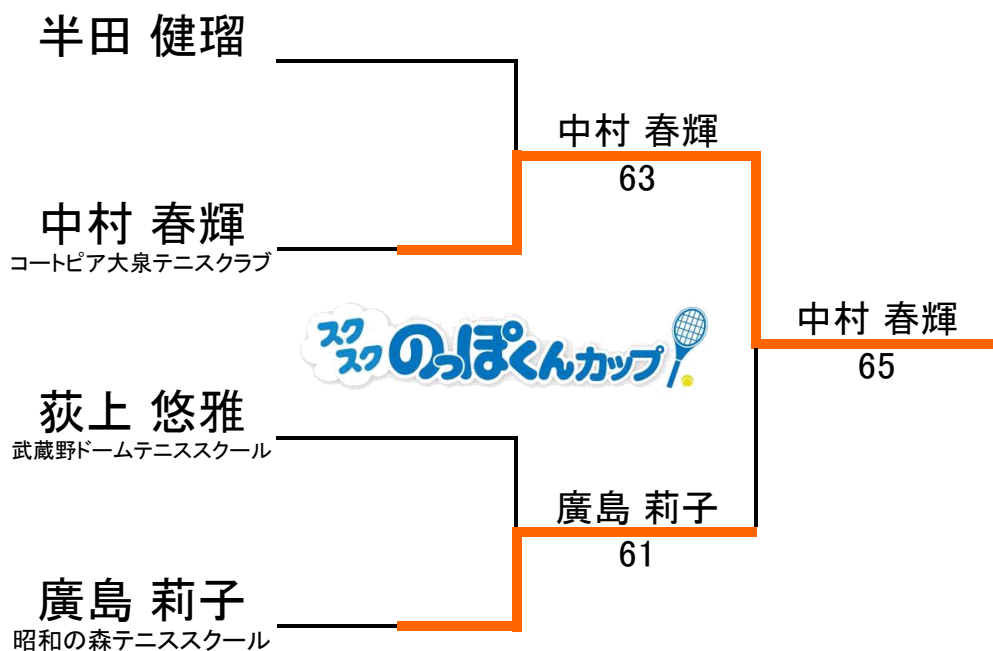 半田 健瑠
中村 春輝
63
中村 春輝
コートピア大泉テニスクラブ
スクスク のっぽくんカップ
中村 春輝
65
荻上 悠雅
武蔵野ドームテニススクール
廣島 莉子
61
廣島 莉子
昭和の森テニススクール